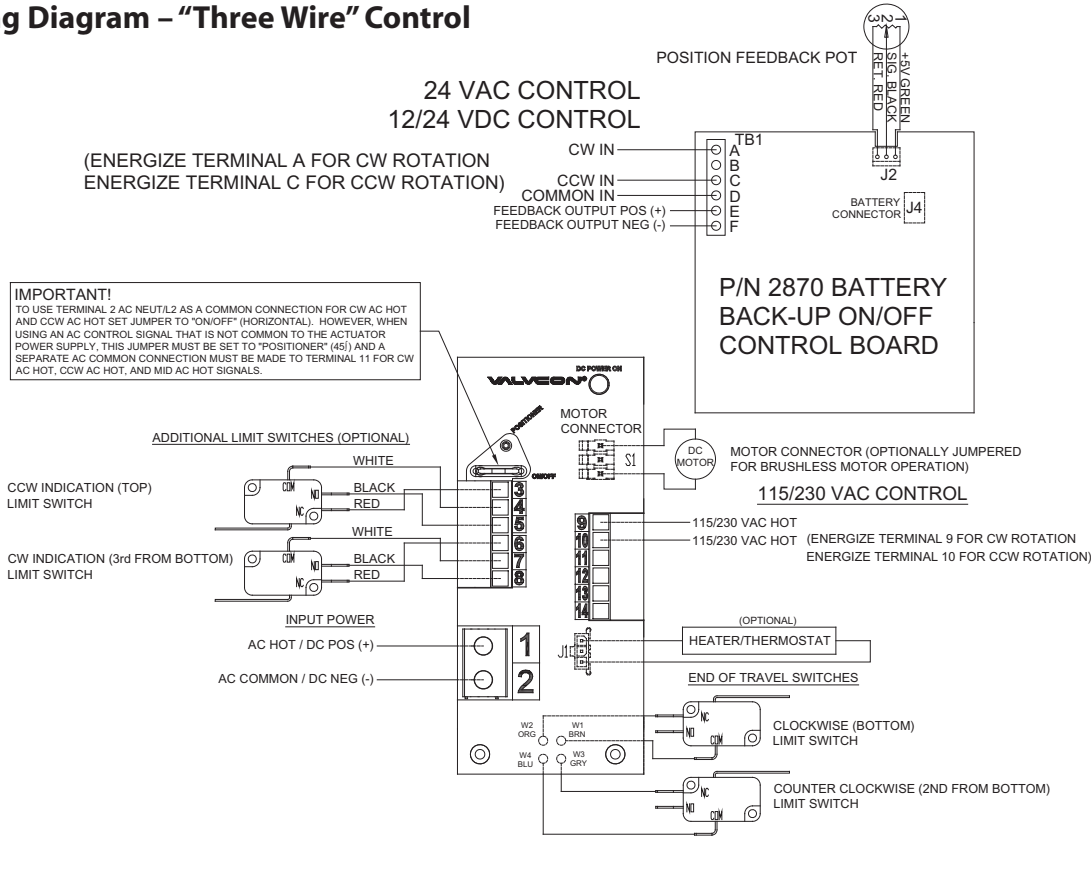 g Diagram – “Three Wire” Control
POSITION FEEDBACK POT
1
2
3
+5V GREEN
SIG. BLACK
RET. RED
24 VAC CONTROL
12/24 VDC CONTROL
(ENERGIZE TERMINAL A FOR CW ROTATION
ENERGIZE TERMINAL C FOR CCW ROTATION)
TB1
CW IN A
B
CCW IN C
COMMON IN D
FEEDBACK OUTPUT POS (+) E
FEEDBACK OUTPUT NEG (-) F
J2
BATTERY
CONNECTOR
J4
P/N 2870 BATTERY
BACK-UP ON/OFF
CONTROL BOARD
IMPORTANT!
TO USE TERMINAL 2 AC NEUT/L2 AS A COMMON CONNECTION FOR CW AC HOT
AND CCW AC HOT SET JUMPER TO "ON/OFF" (HORIZONTAL). HOWEVER, WHEN
USING AN AC CONTROL SIGNAL THAT IS NOT COMMON TO THE ACTUATOR
POWER SUPPLY, THIS JUMPER MUST BE SET TO "POSITIONER" (45∫) AND A
SEPARATE AC COMMON CONNECTION MUST BE MADE TO TERMINAL 11 FOR CW
AC HOT, CCW AC HOT, AND MID AC HOT SIGNALS.
DC POWER ON
VALVCON®
POSITIONER
ON/OFF
MOTOR
CONNECTOR
S1
DC
MOTOR
MOTOR CONNECTOR (OPTIONALLY JUMPERED
FOR BRUSHLESS MOTOR OPERATION)
115/230 VAC CONTROL
ADDITIONAL LIMIT SWITCHES (OPTIONAL)
CCW INDICATION (TOP)
LIMIT SWITCH
COM
NO
NC
WHITE
BLACK
RED
CW INDICATION (3rd FROM BOTTOM)
LIMIT SWITCH
COM
NO
NC
WHITE
BLACK
RED
3
4
5
6
7
8
9
10
11
12
13
14
115/230 VAC HOT
115/230 VAC HOT
(ENERGIZE TERMINAL 9 FOR CW ROTATION
ENERGIZE TERMINAL 10 FOR CCW ROTATION)
INPUT POWER
AC HOT / DC POS (+)
1
AC COMMON / DC NEG (-)
2
J1
(OPTIONAL)
HEATER/THERMOSTAT
END OF TRAVEL SWITCHES
W2
ORG
W1
BRN
W4
BLU
W3
GRY
NC
NO
COM
CLOCKWISE (BOTTOM)
LIMIT SWITCH
NC
NO
COM
COUNTER CLOCKWISE (2ND FROM BOTTOM)
LIMIT SWITCH